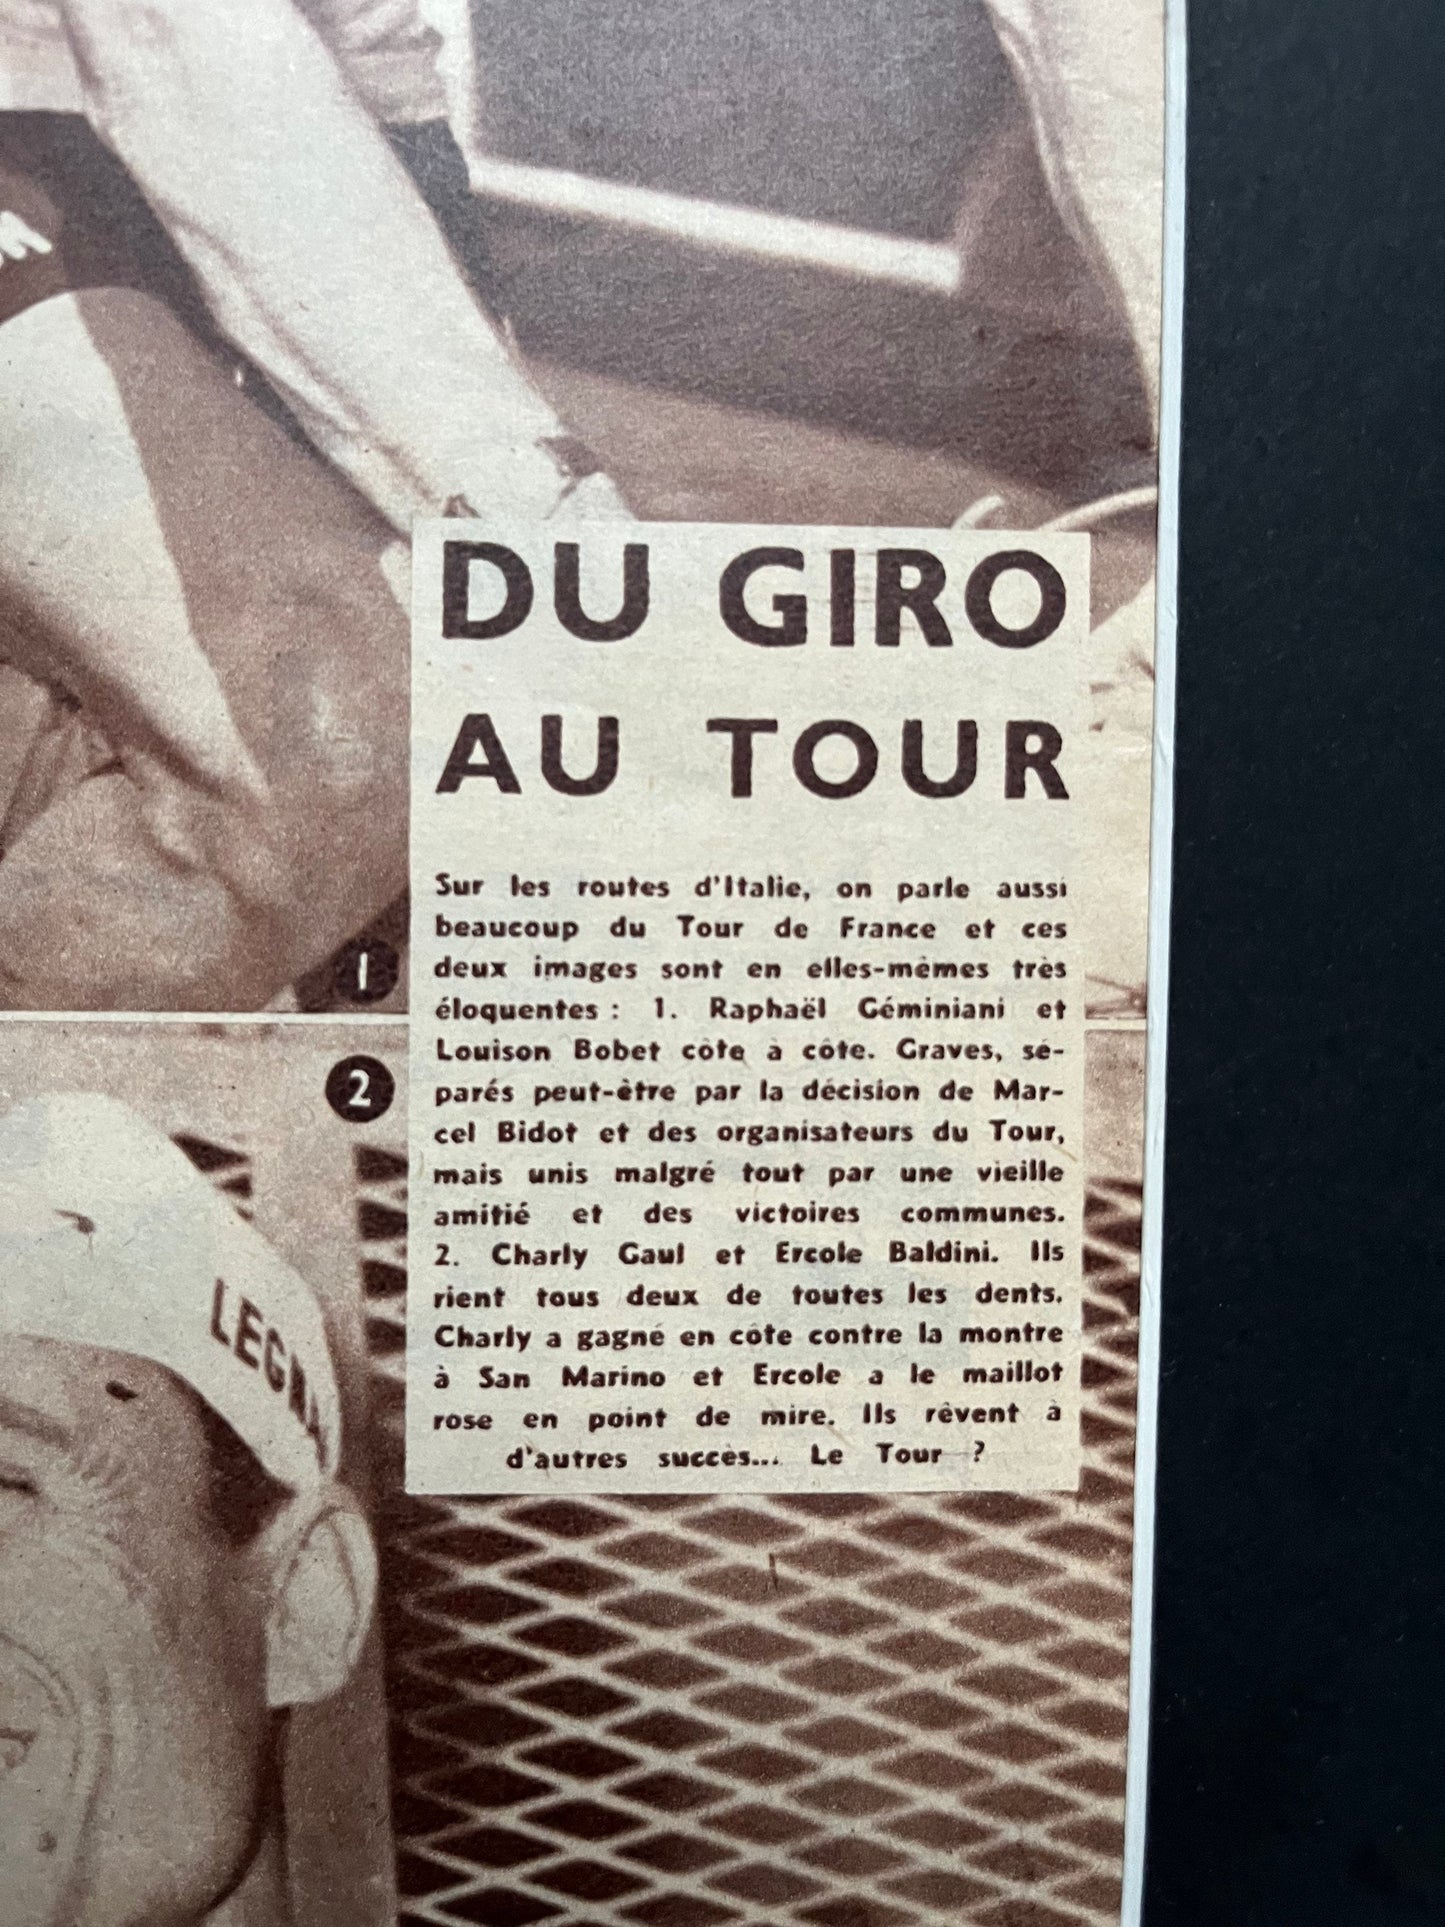 DU GIRO
AU TOUR
Sur les routes d'Italie, on parle aussi
beaucoup du Tour de France et ces
deux images sont en elles-mêmes très
éloquentes : 1. Raphaël Géminiani et
Louison Bobet côte à côte. Graves, sé-
parés peut-être par la décision de Mar-
cel Bidot et des organisateurs du Tour,
mais unis malgré tout par une vieille
amitié et des victoires communes.
2. Charly Gaul et Ercole Baldini. Ils
rient tous deux de toutes les dents.
Charly a gagné en côte contre la montre
à San Marino et Ercole a le maillot
rose en point de mire. Ils rêvent à
d'autres succès... Le Tour ?
1
2